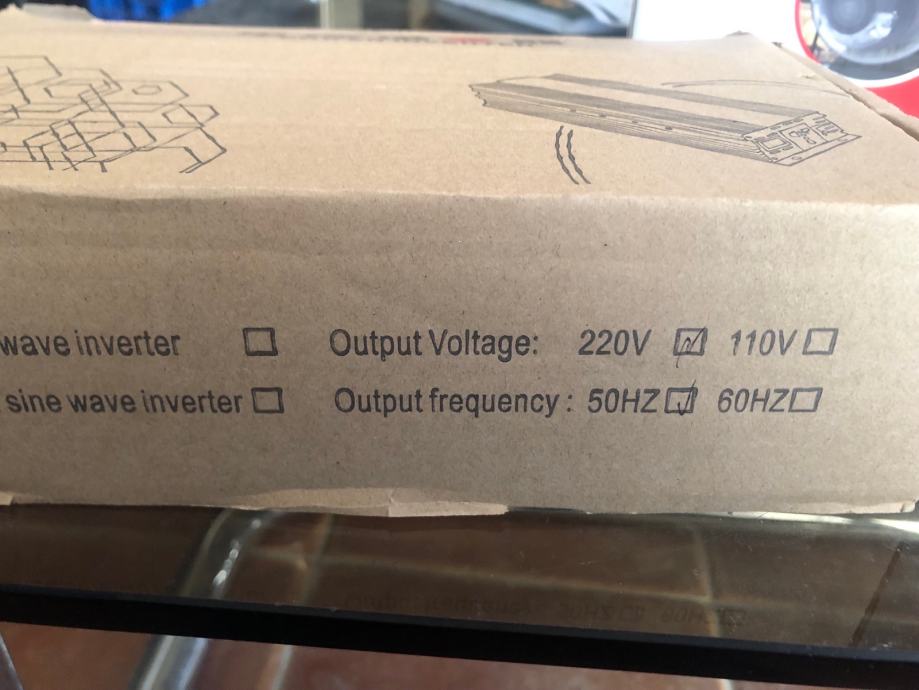 wave inverter ☐ Output Voltage: 220V ☑ 110V ☐
sine wave inverter ☐ Output frequency : 50HZ ☑ 60HZ ☐